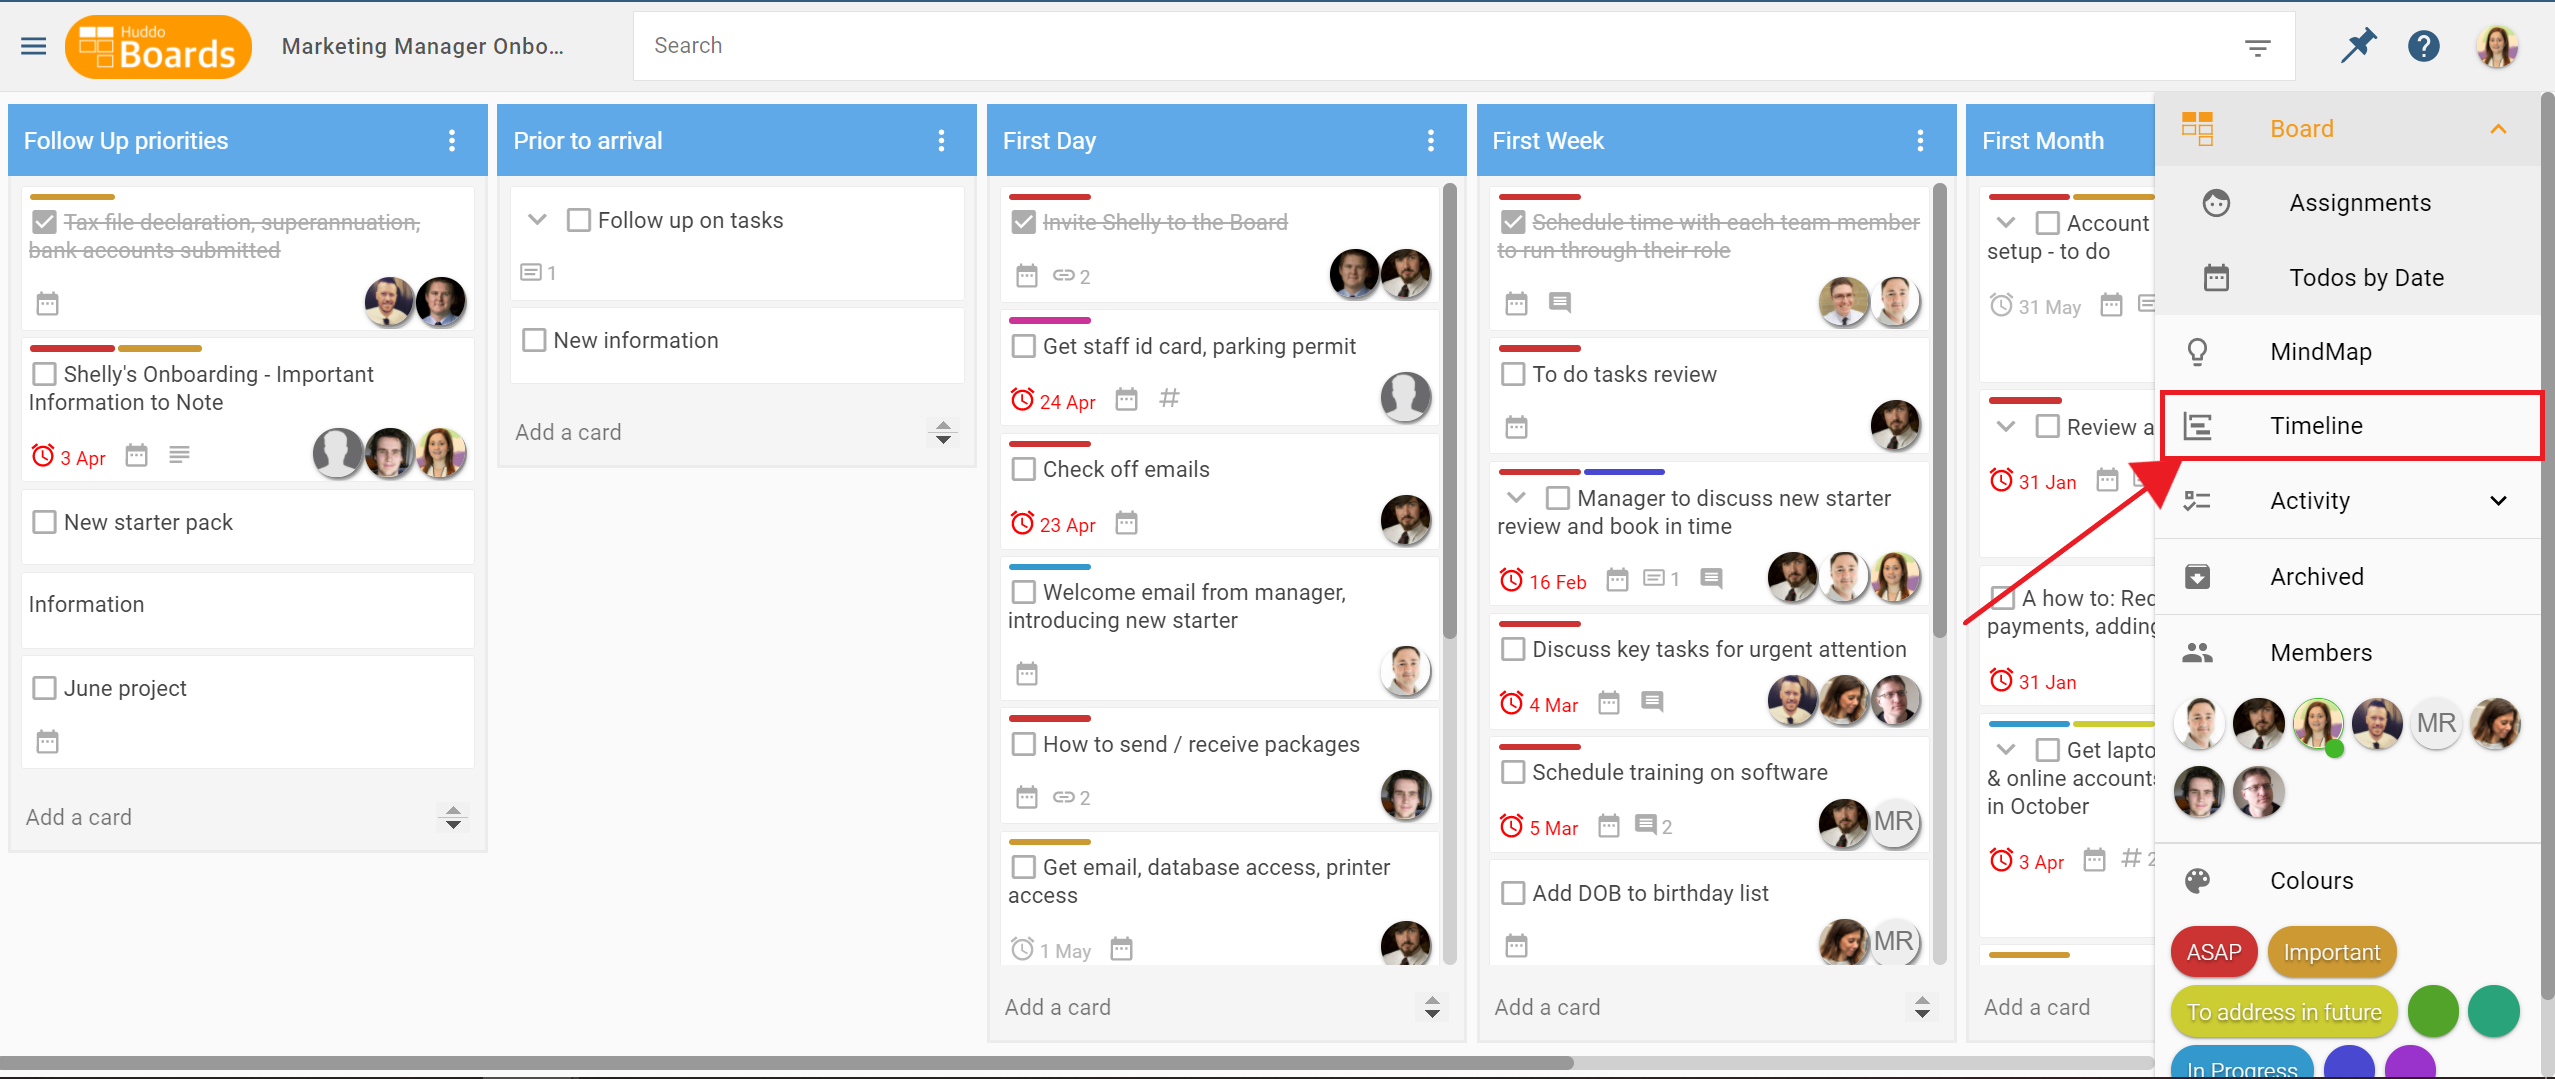 Huddo
Boards
Marketing Manager Onbo...
Search
Follow Up priorities
Tax file declaration, superannuation,
bank accounts submitted
Shelly's Onboarding - Important
Information to Note
3 Apr
New starter pack
Information
June project
Add a card
Prior to arrival
Follow up on tasks
1
New information
Add a card
First Day
Invite Shelly to the Board
2
Get staff id card, parking permit
24 Apr
Check off emails
23 Apr
Welcome email from manager,
introducing new starter
How to send / receive packages
2
Get email, database access, printer
access
1 May
Add a card
First Week
Schedule time with each team member
to run through their role
To do tasks review
Manager to discuss new starter
review and book in time
16 Feb
1
Discuss key tasks for urgent attention
4 Mar
Schedule training on software
5 Mar
2
MR
Add DOB to birthday list
MR
Add a card
First Month
Account
setup - to do
31 May
Review a
31 Jan
A how to: Rec
payments, adding
31 Jan
Get lapto
& online accounts
in October
3 Apr
2
Add a card
Board
Assignments
Todos by Date
MindMap
Timeline
Activity
Archived
Members
MR
Colours
ASAP
Important
To address in future
In Progress